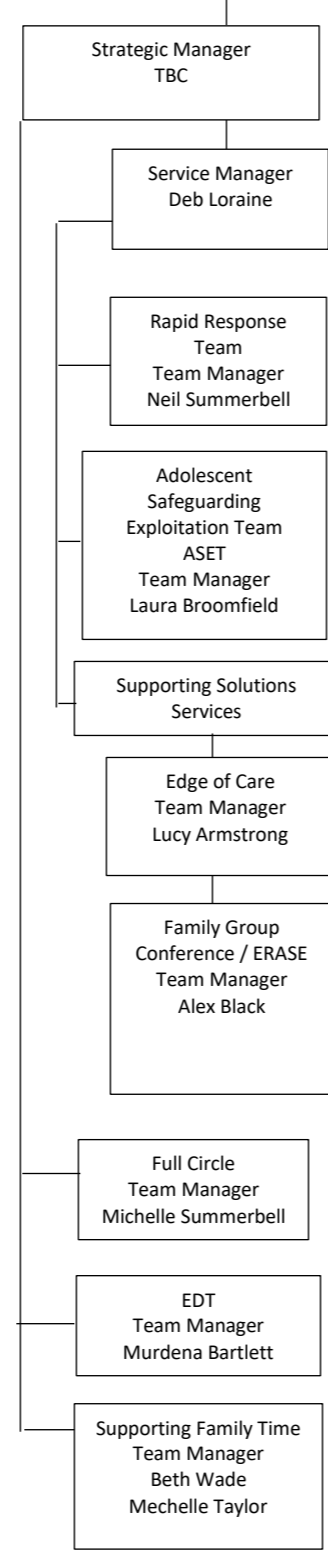 Strategic Manager
TBC
Service Manager
Deb Loraine
Rapid Response
Team
Team Manager
Neil Summerbell
Adolescent
Safeguarding
Exploitation Team
ASET
Team Manager
Laura Broomfield
Supporting Solutions
Services
Edge of Care
Team Manager
Lucy Armstrong
Family Group
Conference / ERASE
Team Manager
Alex Black
Full Circle
Team Manager
Michelle Summerbell
EDT
Team Manager
Murdena Bartlett
Supporting Family Time
Team Manager
Beth Wade
Mechelle Taylor